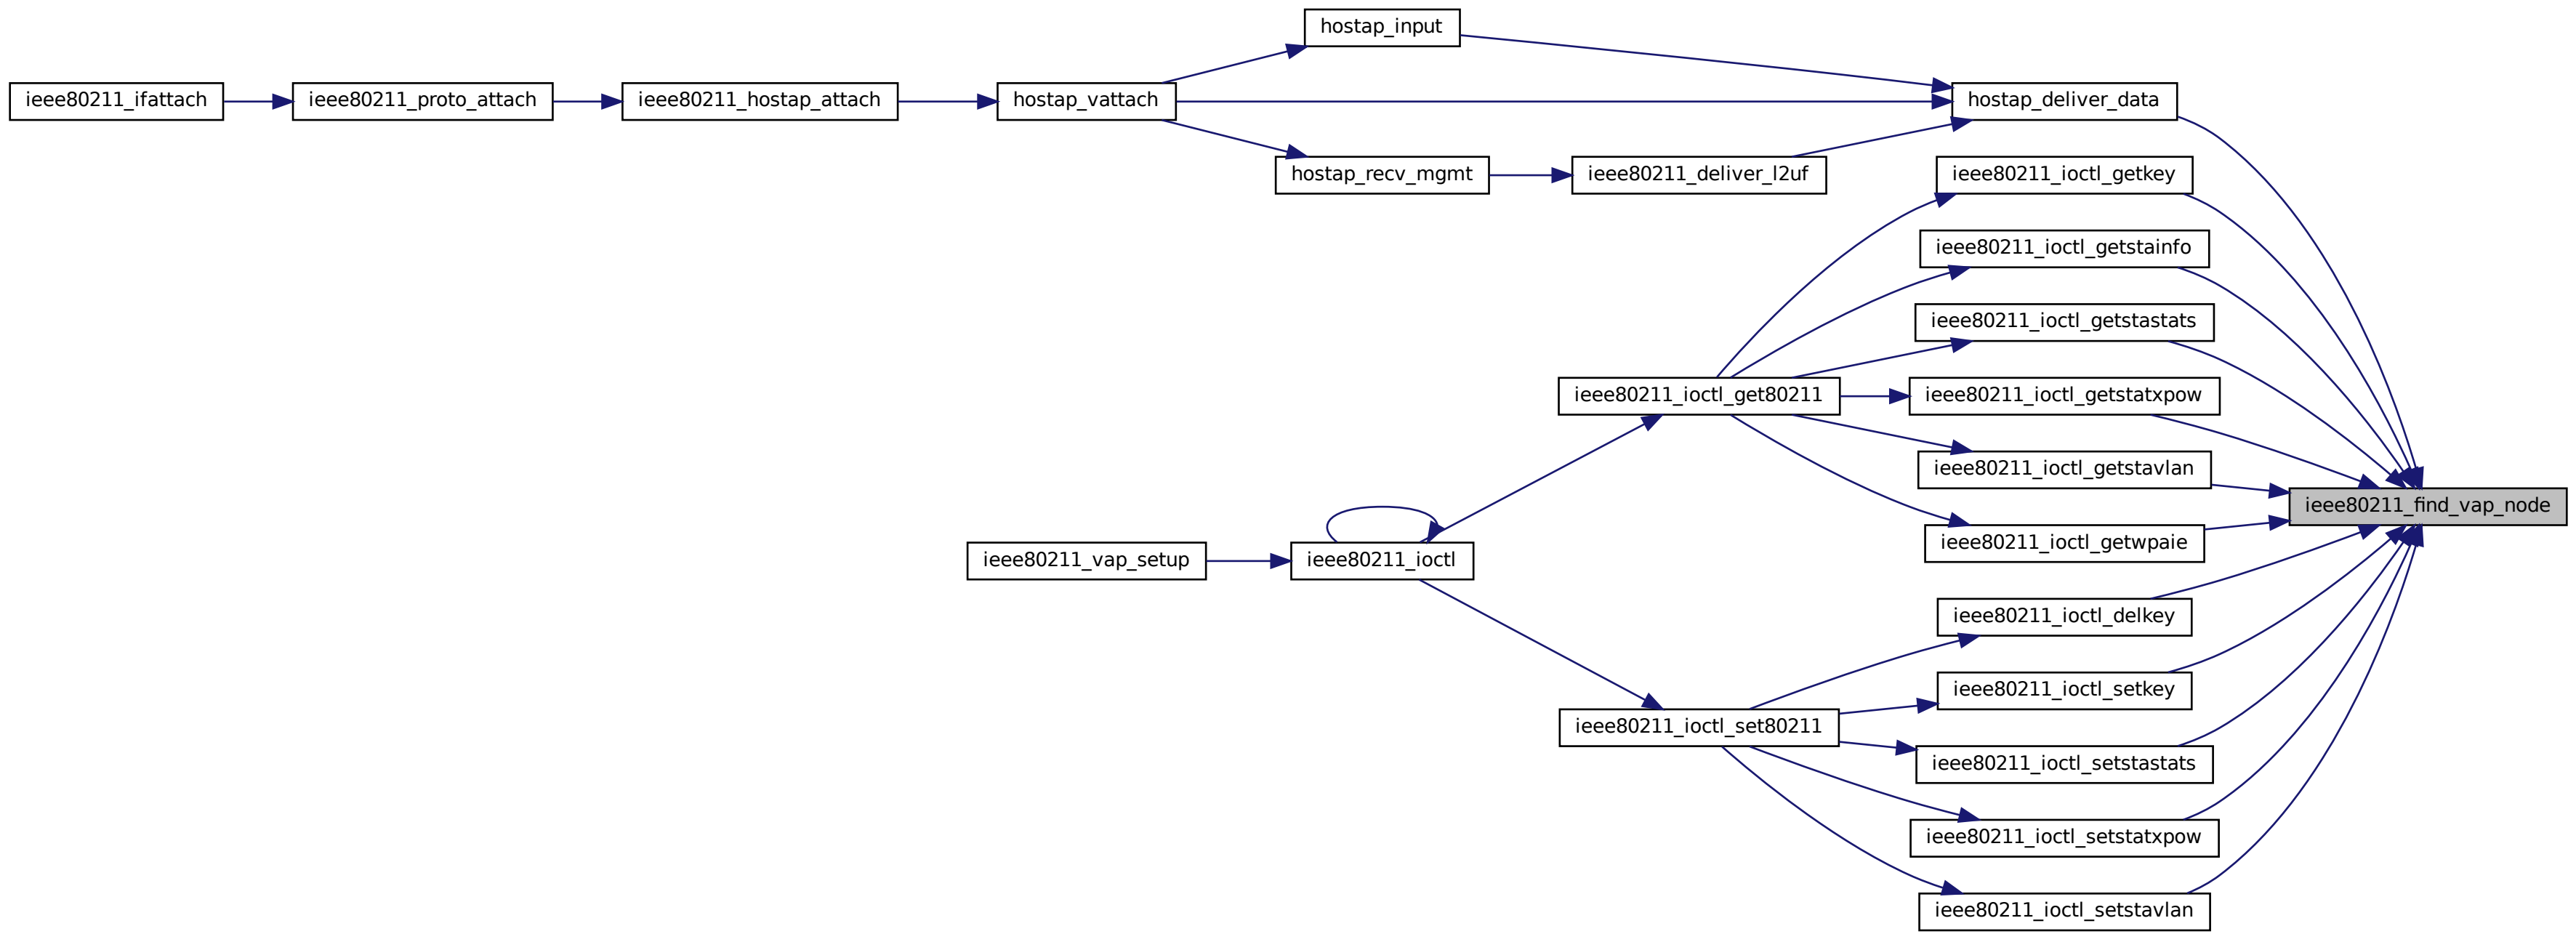 hostap_input
ieee80211_ifattach
ieee80211_proto_attach
ieee80211_hostap_attach
hostap_vattach
hostap_deliver_data
hostap_recv_mgmt
ieee80211_deliver_l2uf
ieee80211_ioctl_getkey
ieee80211_ioctl_getstainfo
ieee80211_ioctl_getstastats
ieee80211_ioctl_get80211
ieee80211_ioctl_getstatxpow
ieee80211_ioctl_getstavlan
ieee80211_find_vap_node
ieee80211_ioctl_getwpaie
ieee80211_vap_setup
ieee80211_ioctl
ieee80211_ioctl_delkey
ieee80211_ioctl_setkey
ieee80211_ioctl_set80211
ieee80211_ioctl_setstastats
ieee80211_ioctl_setstatxpow
ieee80211_ioctl_setstavlan